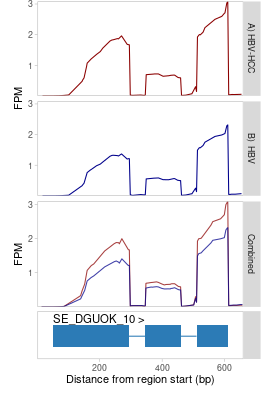 3
2
1
FPM
A) HBV-HCC
3
2
1
B) HBV
3
2
1
FPM
Combined
SE_DGUOK_10 >
200
400
600
Distance from region start (bp)